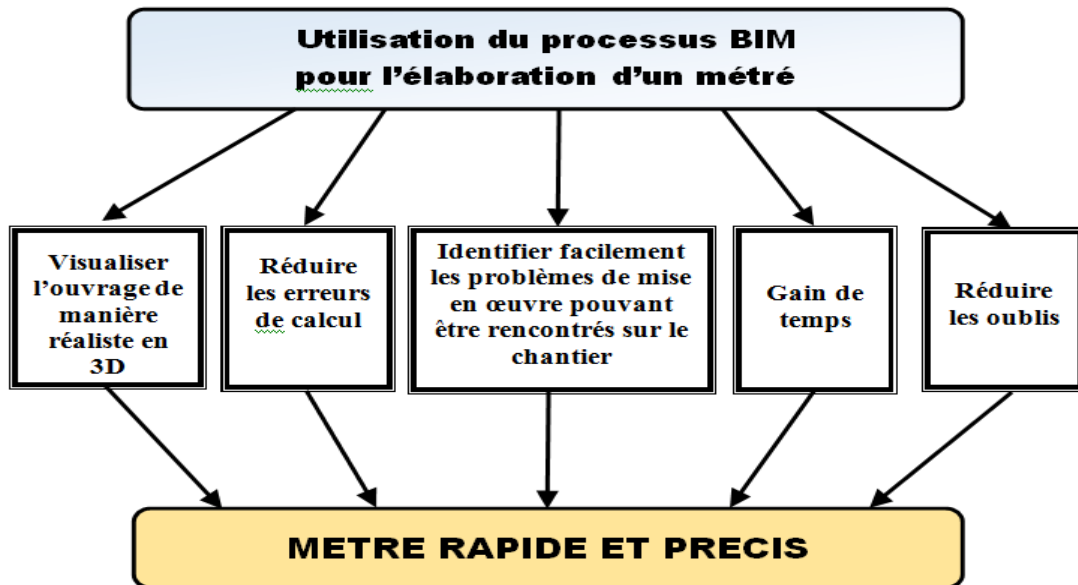 Utilisation du processus BIM
pour l’élaboration d’un métré
Visualiser
l’ouvrage de
manière
réaliste en
3D
Réduire
les erreurs
de calcul
Identifier facilement
les problèmes de mise
en œuvre pouvant
être rencontrés sur le
chantier
Gain de
temps
Réduire
les oublis
METRE RAPIDE ET PRECIS